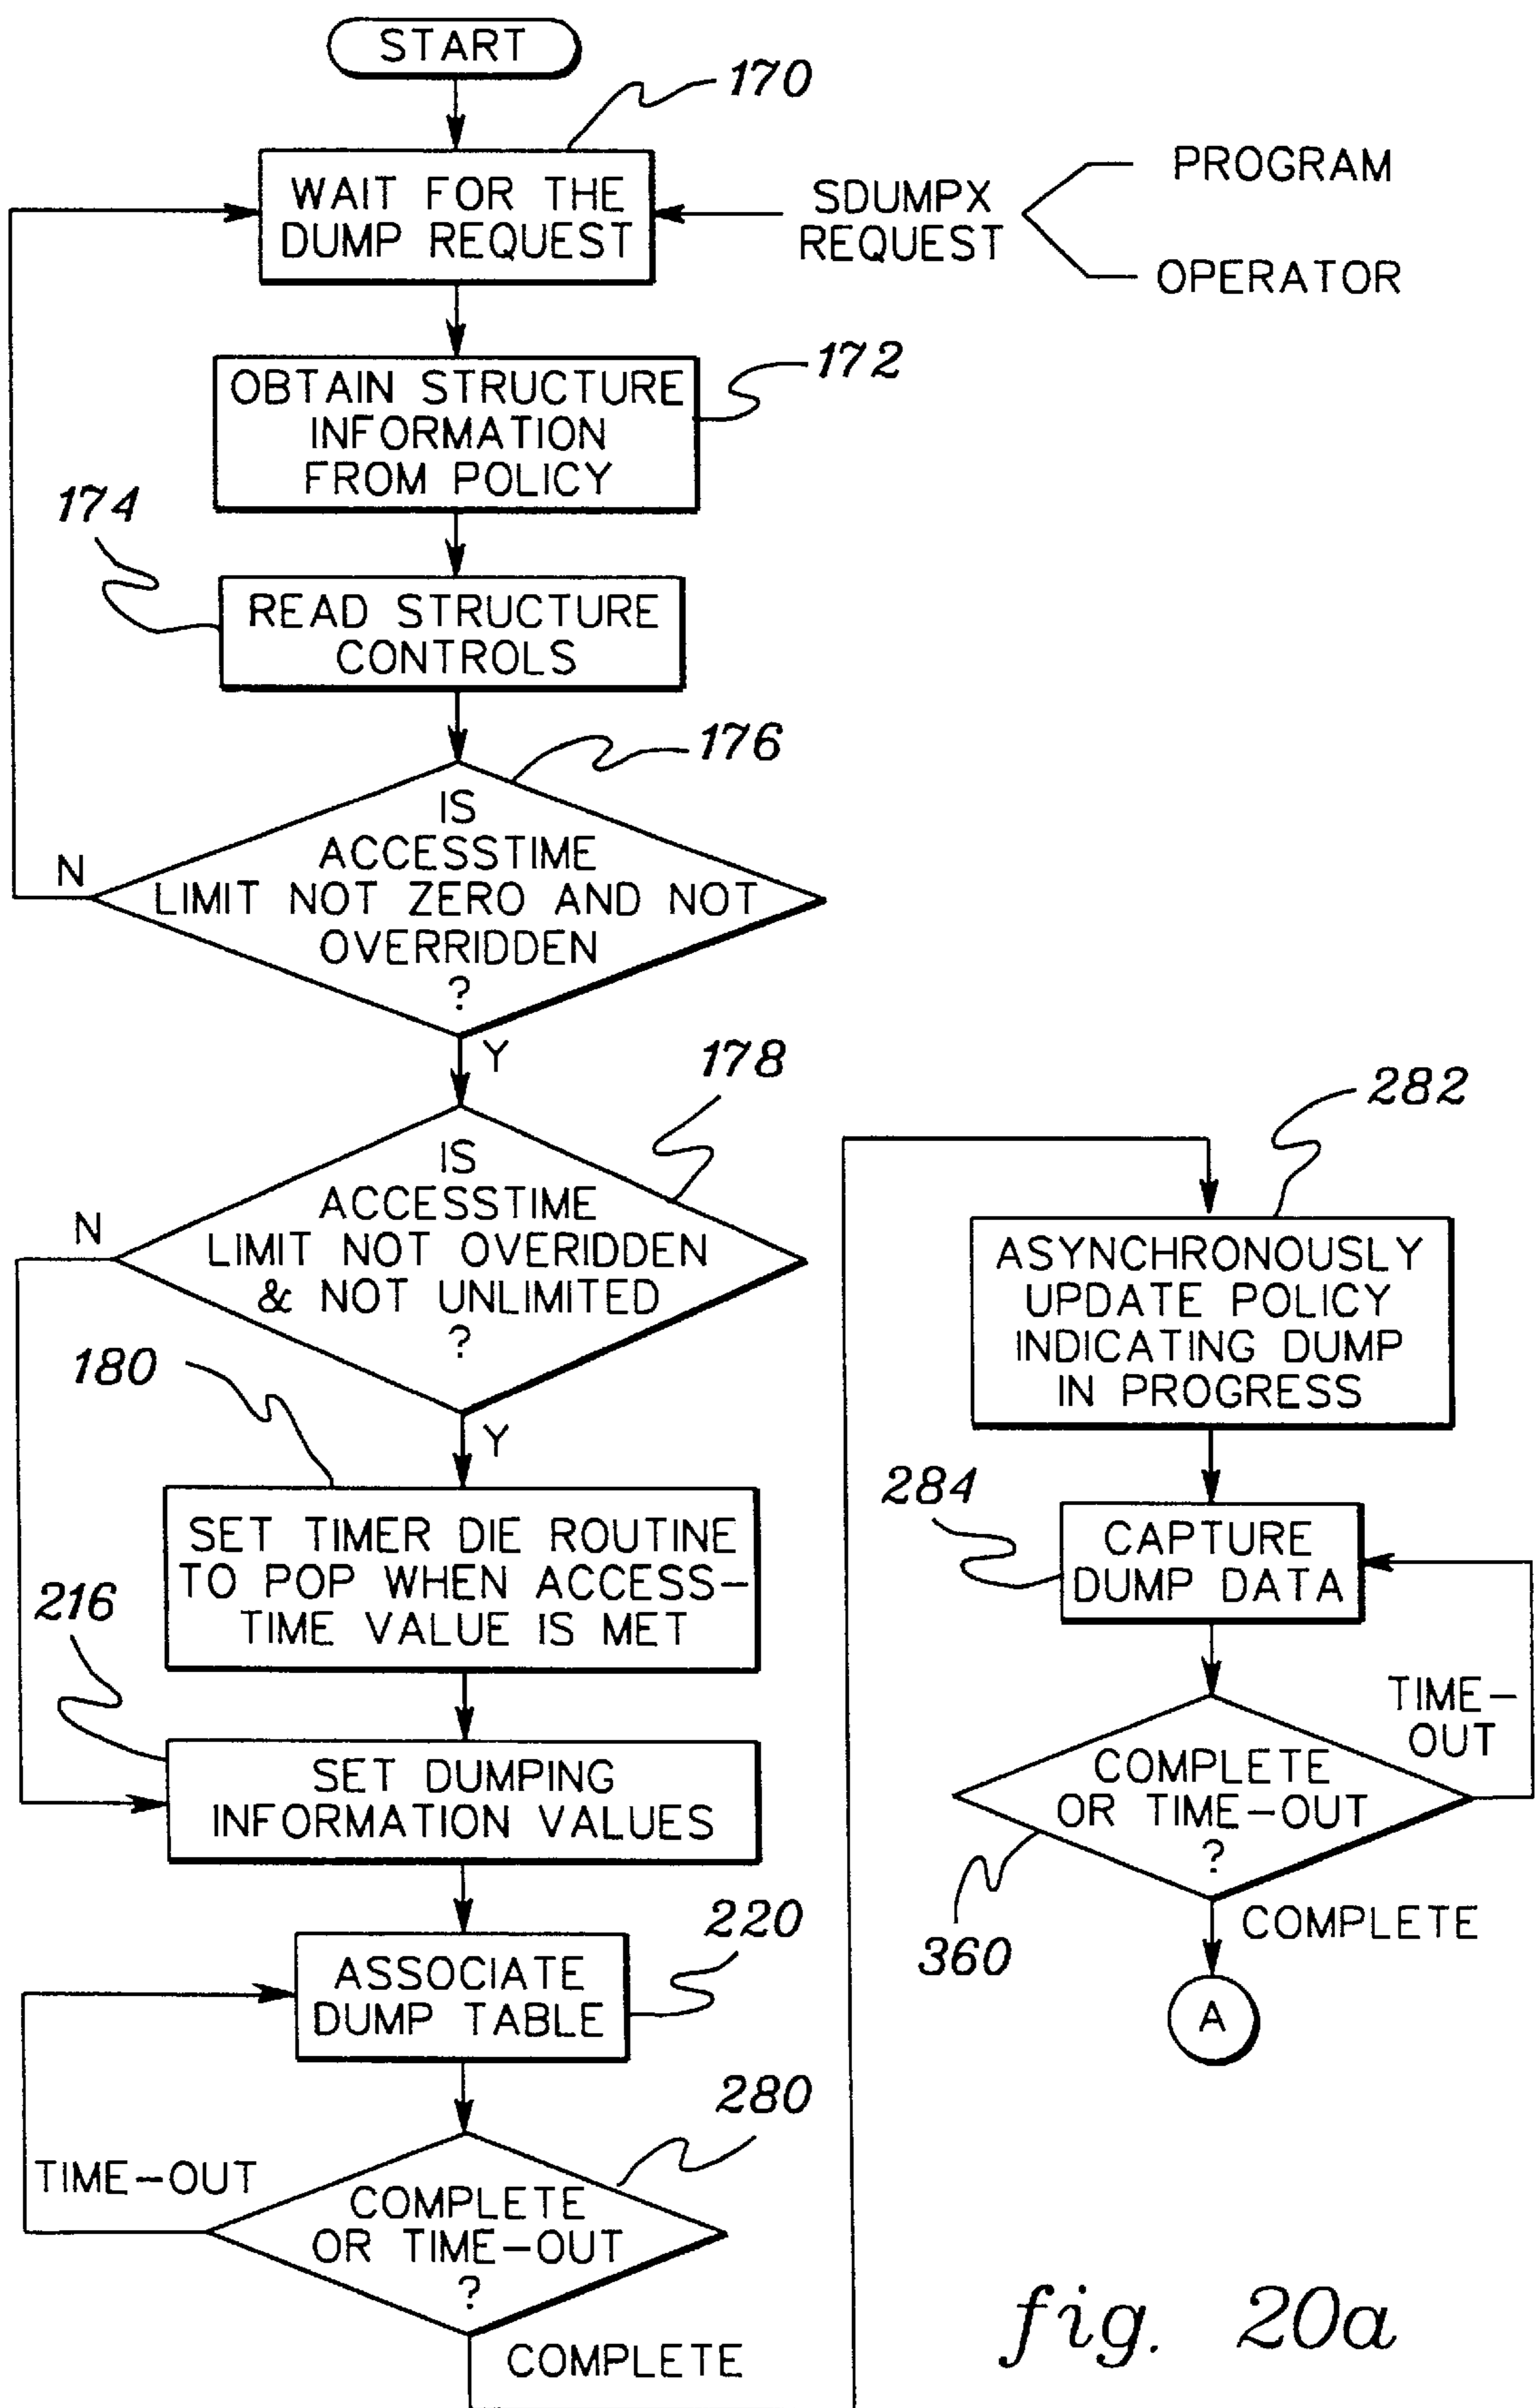 START
170
WAIT FOR THE
DUMP REQUEST
SDUMPX
REQUEST
PROGRAM
OPERATOR
OBTAIN STRUCTURE
INFORMATION
FROM POLICY
172
174
READ STRUCTURE
CONTROLS
176
IS
ACCESSTIME
LIMIT NOT ZERO AND NOT
OVERRIDDEN
?
N
Y
178
IS
ACCESSTIME
LIMIT NOT OVERIDDEN
& NOT UNLIMITED
?
N
Y
180
SET TIMER DIE ROUTINE
TO POP WHEN ACCESS-
TIME VALUE IS MET
216
SET DUMPING
INFORMATION VALUES
220
ASSOCIATE
DUMP TABLE
280
TIME-OUT
COMPLETE
OR TIME-OUT
?
COMPLETE
282
ASYNCHRONOUSLY
UPDATE POLICY
INDICATING DUMP
IN PROGRESS
284
CAPTURE
DUMP DATA
TIME-
OUT
COMPLETE
OR TIME-OUT
?
360
COMPLETE
A
fig. 20a